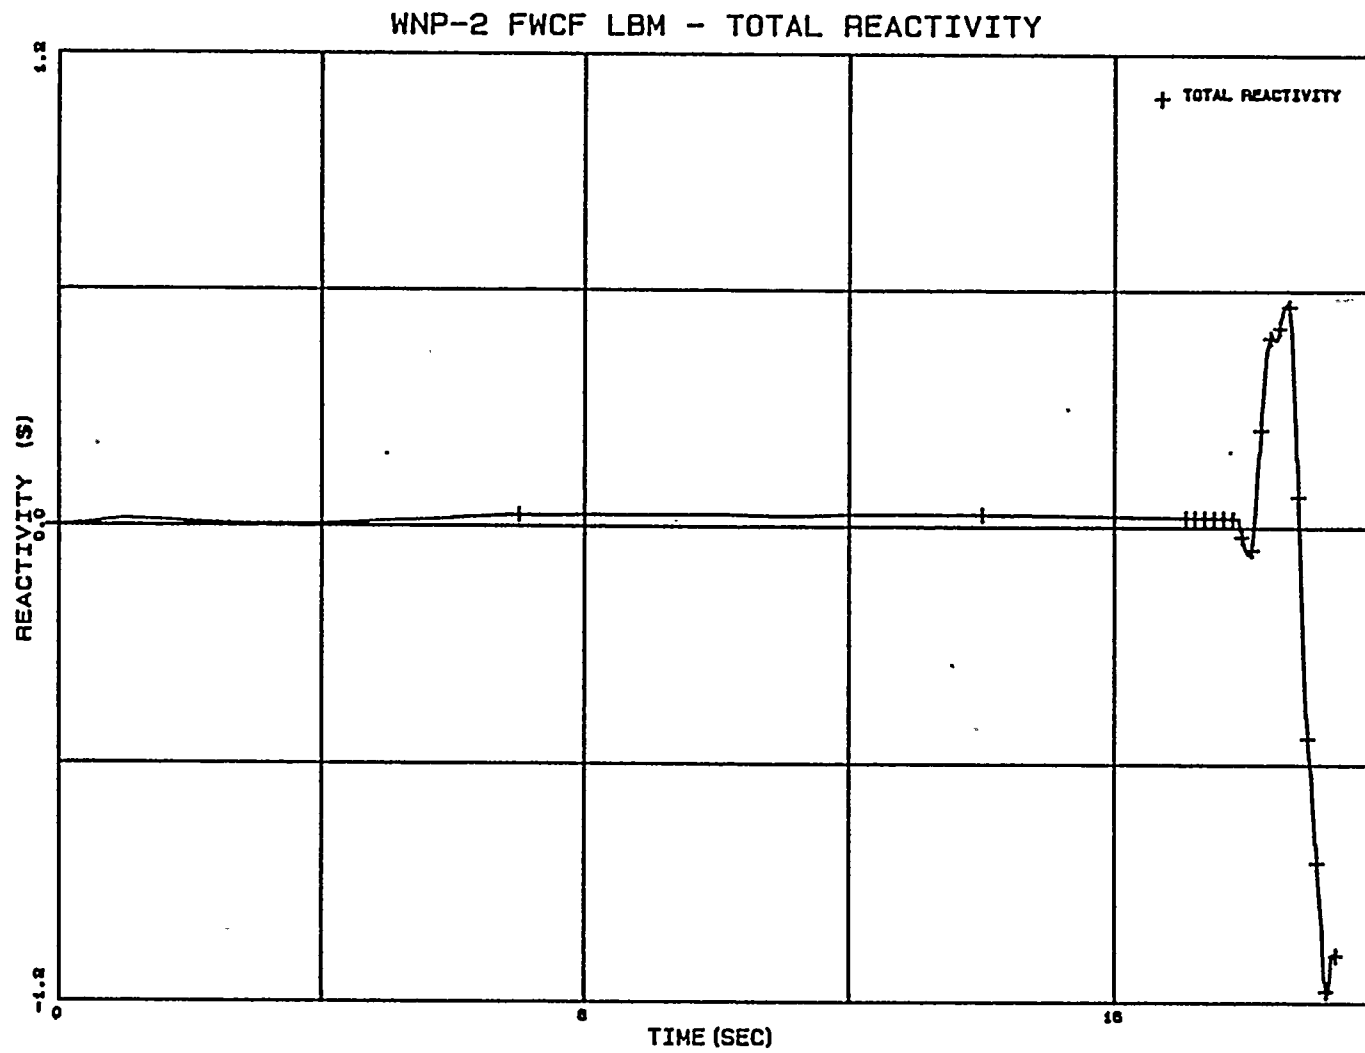 WNP-2 FWCF LBM - TOTAL REACTIVITY
1.2
+ TOTAL REACTIVITY
REACTIVITY (S)
0.0
-1.2
0
8
16
TIME (SEC)